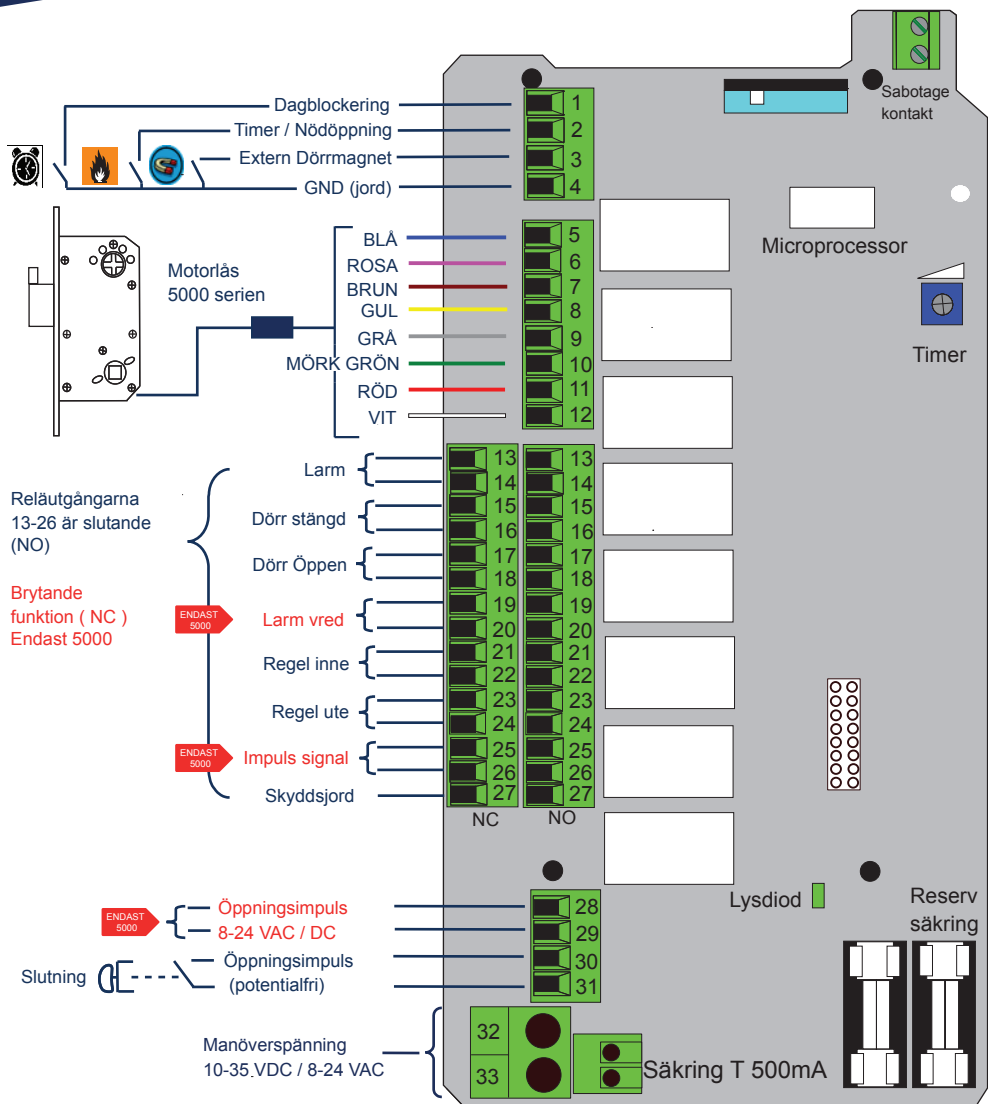 Sabotage
kontakt
Dagblockering
1
Timer / Nödöppning
2
Extern Dörrmagnet
3
GND (jord)
4
Microprocessor
Timer
Motorlås
5000 serien
BLÅ
5
ROSA
6
BRUN
7
GUL
8
GRÅ
9
MÖRK GRÖN
10
RÖD
11
VIT
12
Reläutgångarna
13-26 är slutande
(NO)
Brytande
funktion ( NC )
Endast 5000
Larm
13 13
14 14
Dörr stängd
15 15
16 16
Dörr Öppen
17 17
18 18
ENDAST
5000
Larm vred
19 19
20 20
Regel inne
21 21
22 22
Regel ute
23 23
24 24
ENDAST
5000
Impuls signal
25 25
26 26
Skyddsjord
27 27
NC NO
Lysdiod
Reserv
säkring
ENDAST
5000
Öppningsimpuls
28
8-24 VAC / DC
29
Slutning
Öppningsimpuls
30
(potentialfri)
31
Manöverspänning
10-35.VDC / 8-24 VAC
32
33
Säkring T 500mA